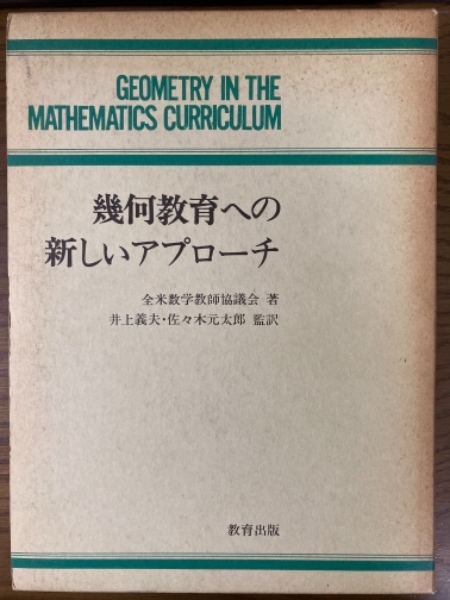 GEOMETRY IN THE
MATHEMATICS CURRICULUM
幾何教育への
新しいアプローチ
全米数学教師協議会 著
井上義夫・佐々木元太郎 監訳
教育出版